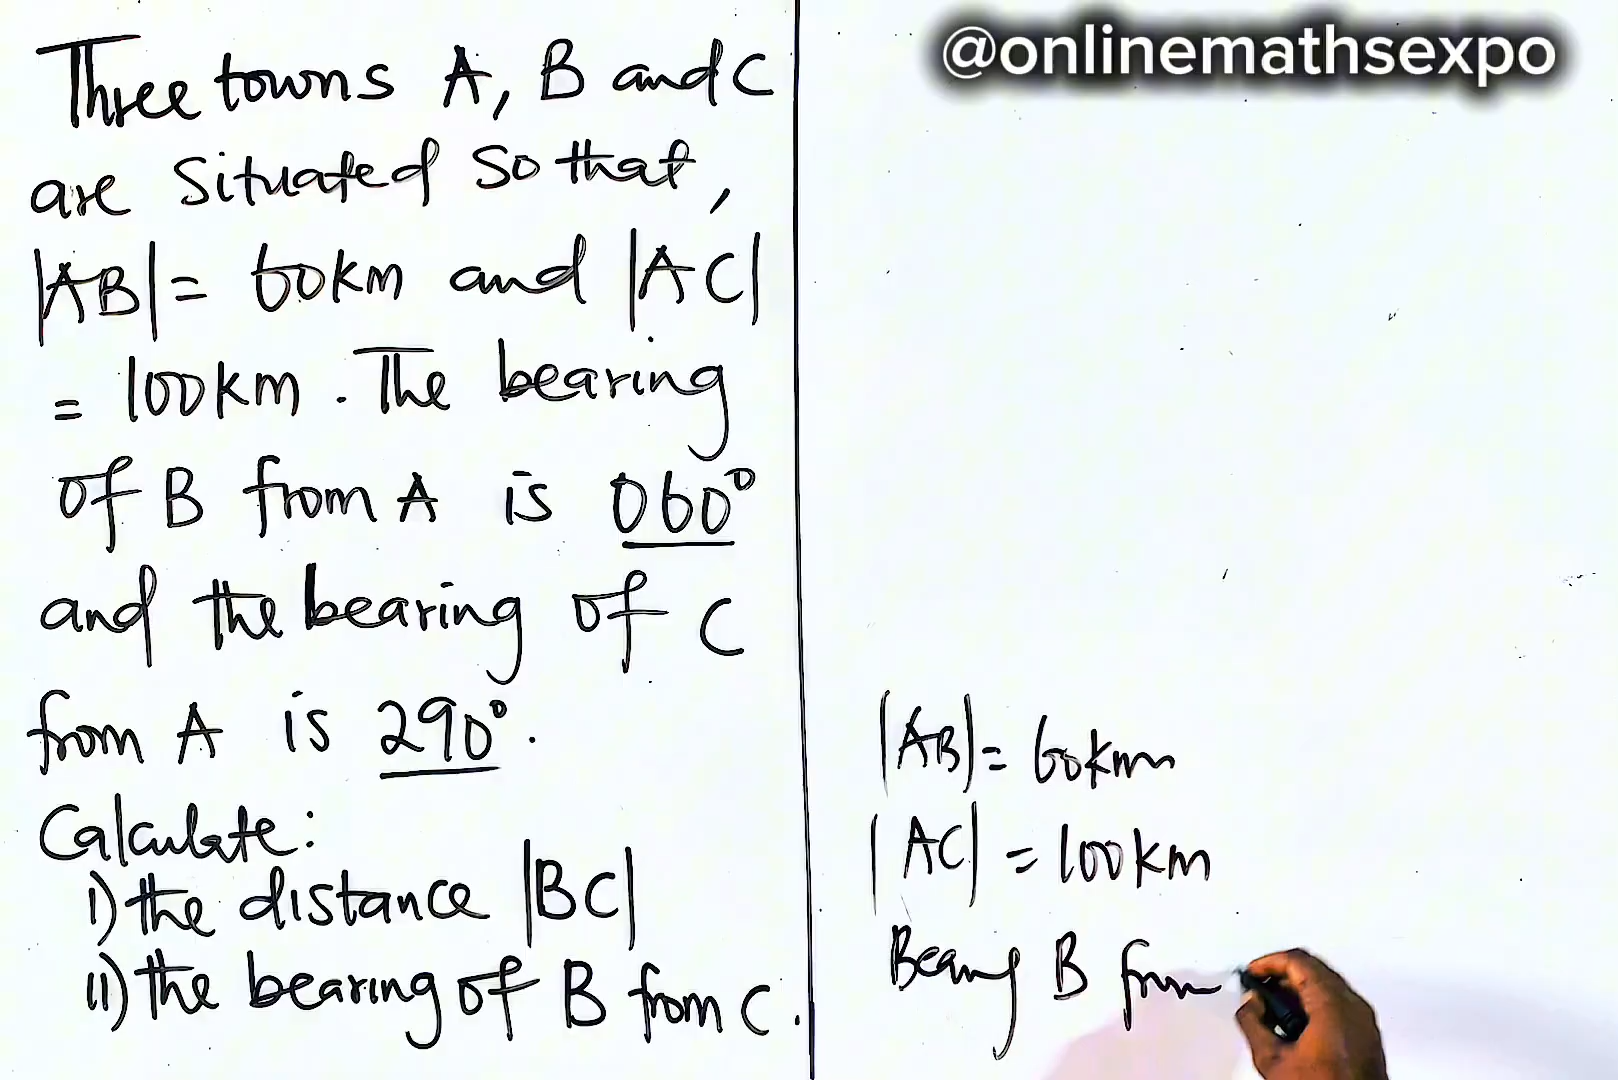 Three towns A, B and C
are situated so that,
|AB| = 60km and |AC|
= 100km. The bearing
of B from A is 060°
and the bearing of C
from A is 290°.
Calculate:
i) the distance |BC|
ii) the bearing of B from C.
@onlinemathsexpo
|AB| = 60km
|AC| = 100km
Bearing B from